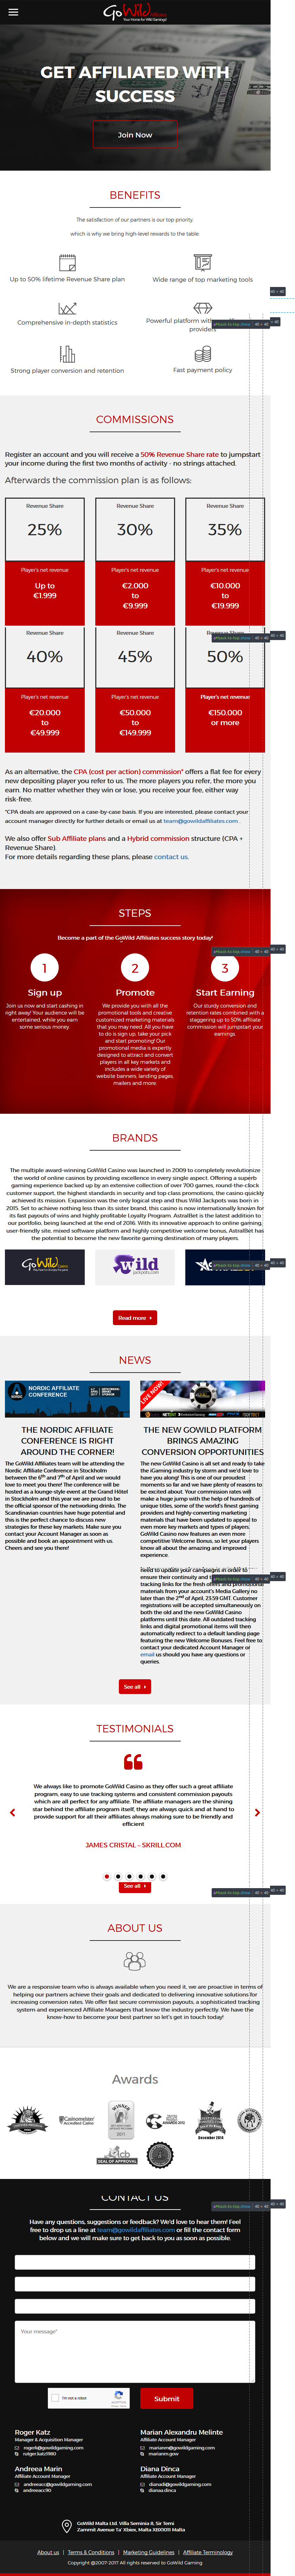 GoWild
Your Home for Wild Gaming!
GET AFFILIATED WITH
SUCCESS
Join Now
BENEFITS
The satisfaction of our partners is our top priority,
which is why we bring high-level rewards to the table:
Up to 50% lifetime Revenue Share plan
Wide range of top marketing tools
Comprehensive in-depth statistics
Powerful platform with
providers
Strong player conversion and retention
Fast payment policy
COMMISSIONS
Register an account and you will receive a 50% Revenue Share rate to jumpstart
your income during the first two months of activity - no strings attached.
Afterwards the commission plan is as follows:
Revenue Share
25%
Player's net revenue
Up to
€1.999
Revenue Share
30%
Player's net revenue
€2.000
to
€9.999
Revenue Share
35%
Player's net revenue
€10.000
to
€19.999
Revenue Share
40%
Player's net revenue
€20.000
to
€49.999
Revenue Share
45%
Player's net revenue
€50.000
to
€149.999
50%
Player's net revenue
€150.000
or more
As an alternative, the CPA (cost per action) commission* offers a flat fee for every
new depositing player you refer to us. The more players you refer, the more you
earn. No matter whether they win or lose, you receive your fee, either way
risk-free.
*CPA deals are approved on a case-by-case basis. If you are interested, please contact your
account manager directly for further details or email us at team@gowildaffiliates.com .
We also offer Sub Affiliate plans and a Hybrid commission structure (CPA +
Revenue Share).
For more details regarding these plans, please contact us.
STEPS
Become a part of the GoWild Affiliates success story today!
1
Sign up
Join us now and start cashing in
right away! Your audience will be
entertained, while you earn
some serious money.
2
Promote
We provide you with all the
promotional tools and creative
customized marketing materials
that you may need. All you have
to do is sign up, take your pick
and start promoting! Our
promotional media is expertly
designed to attract and convert
players in all key markets and
includes a wide variety of
website banners, landing pages,
mailers and more.
3
Start Earning
Our sturdy conversion and
retention rates combined with a
staggering up to 50% affiliate
commission will jumpstart your
earnings.
BRANDS
The multiple award-winning GoWild Casino was launched in 2009 to completely revolutionize
the world of online casinos by providing excellence in every single aspect. Offering a superb
gaming experience backed up by an extensive collection of over 700 games, round-the-clock
customer support, the highest standards in security and top class promotions, the casino quickly
achieved its mission. Expansion was the only logical step and thus Wild Jackpots was born in
2015. Set to achieve nothing less than its sister brand, this casino is now internationally known for
its fast payouts of wins and highly profitable Loyalty Program. AstralBet is the latest addition to
our portfolio, being launched at the end of 2016. With its innovative approach to online gaming,
user-friendly site, mixed software platform and highly competitive welcome bonus, AstralBet has
the potential to become the new favorite gaming destination of many players.
GoWild
wild
jackpots.com
Read more
NEWS
NORDIC AFFILIATE
CONFERENCE
THE NORDIC AFFILIATE
CONFERENCE IS RIGHT
AROUND THE CORNER!
The GoWild Affiliates team will be attending the
Nordic Affiliate Conference in Stockholm
between the 6th and 7th of April and we would
love to meet you there! The conference will be
hosted at a lounge-style event at the Grand Hôtel
in Stockholm and this year we are proud to be
the official sponsor of the networking drinks. The
Scandinavian countries have huge potential and
this is the perfect chance to discuss new
strategies for these key markets. Make sure you
contact your Account Manager as soon as
possible and book an appointment with us.
Cheers and see you there!
LIVE NOW!
THE NEW GOWILD PLATFORM
BRINGS AMAZING
CONVERSION OPPORTUNITIES
The new GoWild Casino is all set and ready to take
the iGaming industry by storm and we'd love to
have you along! This is one of our proudest
moments so far and we have plenty of reasons to
be excited about. Your commission rates will
make a huge jump with the help of hundreds of
unique titles, some of the world's finest gaming
providers and highly-converting marketing
materials that have been updated to appeal to
even more key markets and types of players.
GoWild Casino now features an even more
competitive Welcome Bonus, so let your players
know all about the amazing and improved
experience.
need to update your campaigns in order to
ensure their continuity and
tracking links for the fresh offers and promotional
materials from your account's Media Gallery no
later than the 2nd of April, 23:59 GMT. Customer
registrations will be accepted simultaneously on
both the old and the new GoWild Casino
platforms until this date. All outdated tracking
links and digital promotional items will then
automatically redirect to a default landing page
featuring the new Welcome Bonuses. Feel free to
contact your dedicated Account Manager or
email us should you have any questions or
queries.
See all
TESTIMONIALS
We always like to promote GoWild Casino as they offer such a great affiliate
program, easy to use tracking systems and consistent commission payouts
which are all perfect for any affiliate. The affiliate managers are the shining
star behind the affiliate program itself, they are always quick and at hand to
provide support for all their affiliates always making sure to be friendly and
efficient
JAMES CRISTAL – 5KRILL.COM
See all
ABOUT US
We are a responsive team who is always available when you need it, we are proactive in terms of
helping our partners achieve their goals and dedicated to delivering innovative solutions for
increasing conversion rates. We offer fast secure commission payouts, a sophisticated tracking
system and experienced Affiliate Managers that know the industry perfectly. We have the
know-how to become your best partner so let's get in touch today!
Awards
Casinomeister
Accredited Casino
WINNER
2011
AWARDS 2012
December 2014
acb
SEAL OF APPROVAL
CONTACT US
Have any questions, suggestions or feedback? We'd love to hear them! Feel
free to drop us a line at team@gowildaffiliates.com or fill the contact form
below and we will make sure to get back to you as soon as possible.
Your message*
I'm not a robot
Submit
Roger Katz
Manager & Acquisition Manager
rogerk@gowildgaming.com
rutger.katz1980
Marian Alexandru Melinte
Affiliate Account Manager
marianm@gowildgaming.com
marianm.gow
Andreea Marin
Affiliate Account Manager
andreeacc@gowildgaming.com
andreeacc90
Diana Dinca
Affiliate Account Manager
dianad@gowildgaming.com
dianaa.dinca
GoWild Malta Ltd. Villa Seminia 8, Sir Temi
Zammit Avenue Ta' Xbiex, Malta XBX1011 Malta
About us | Terms & Conditions | Marketing Guidelines | Affiliate Terminology
Copyright @2007-2017 All rights reserved to GoWild Gaming